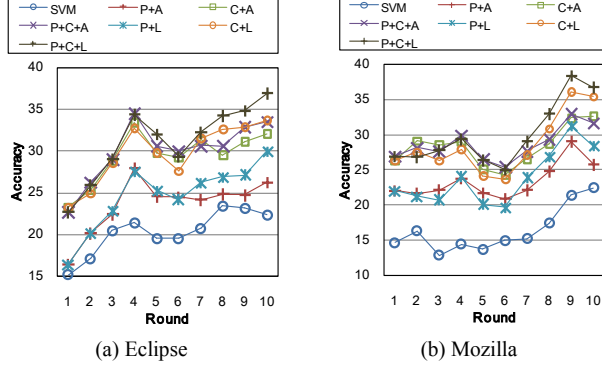 SVM P+A C+A
P+C+A P+L C+L
P+C+L
40
35
30
25
20
15
Accuracy
1 2 3 4 5 6 7 8 9 10
Round
(a) Eclipse
SVM P+A C+A
P+C+A P+L C+L
P+C+L
40
35
30
25
20
15
10
Accuracy
1 2 3 4 5 6 7 8 9 10
Round
(b) Mozilla